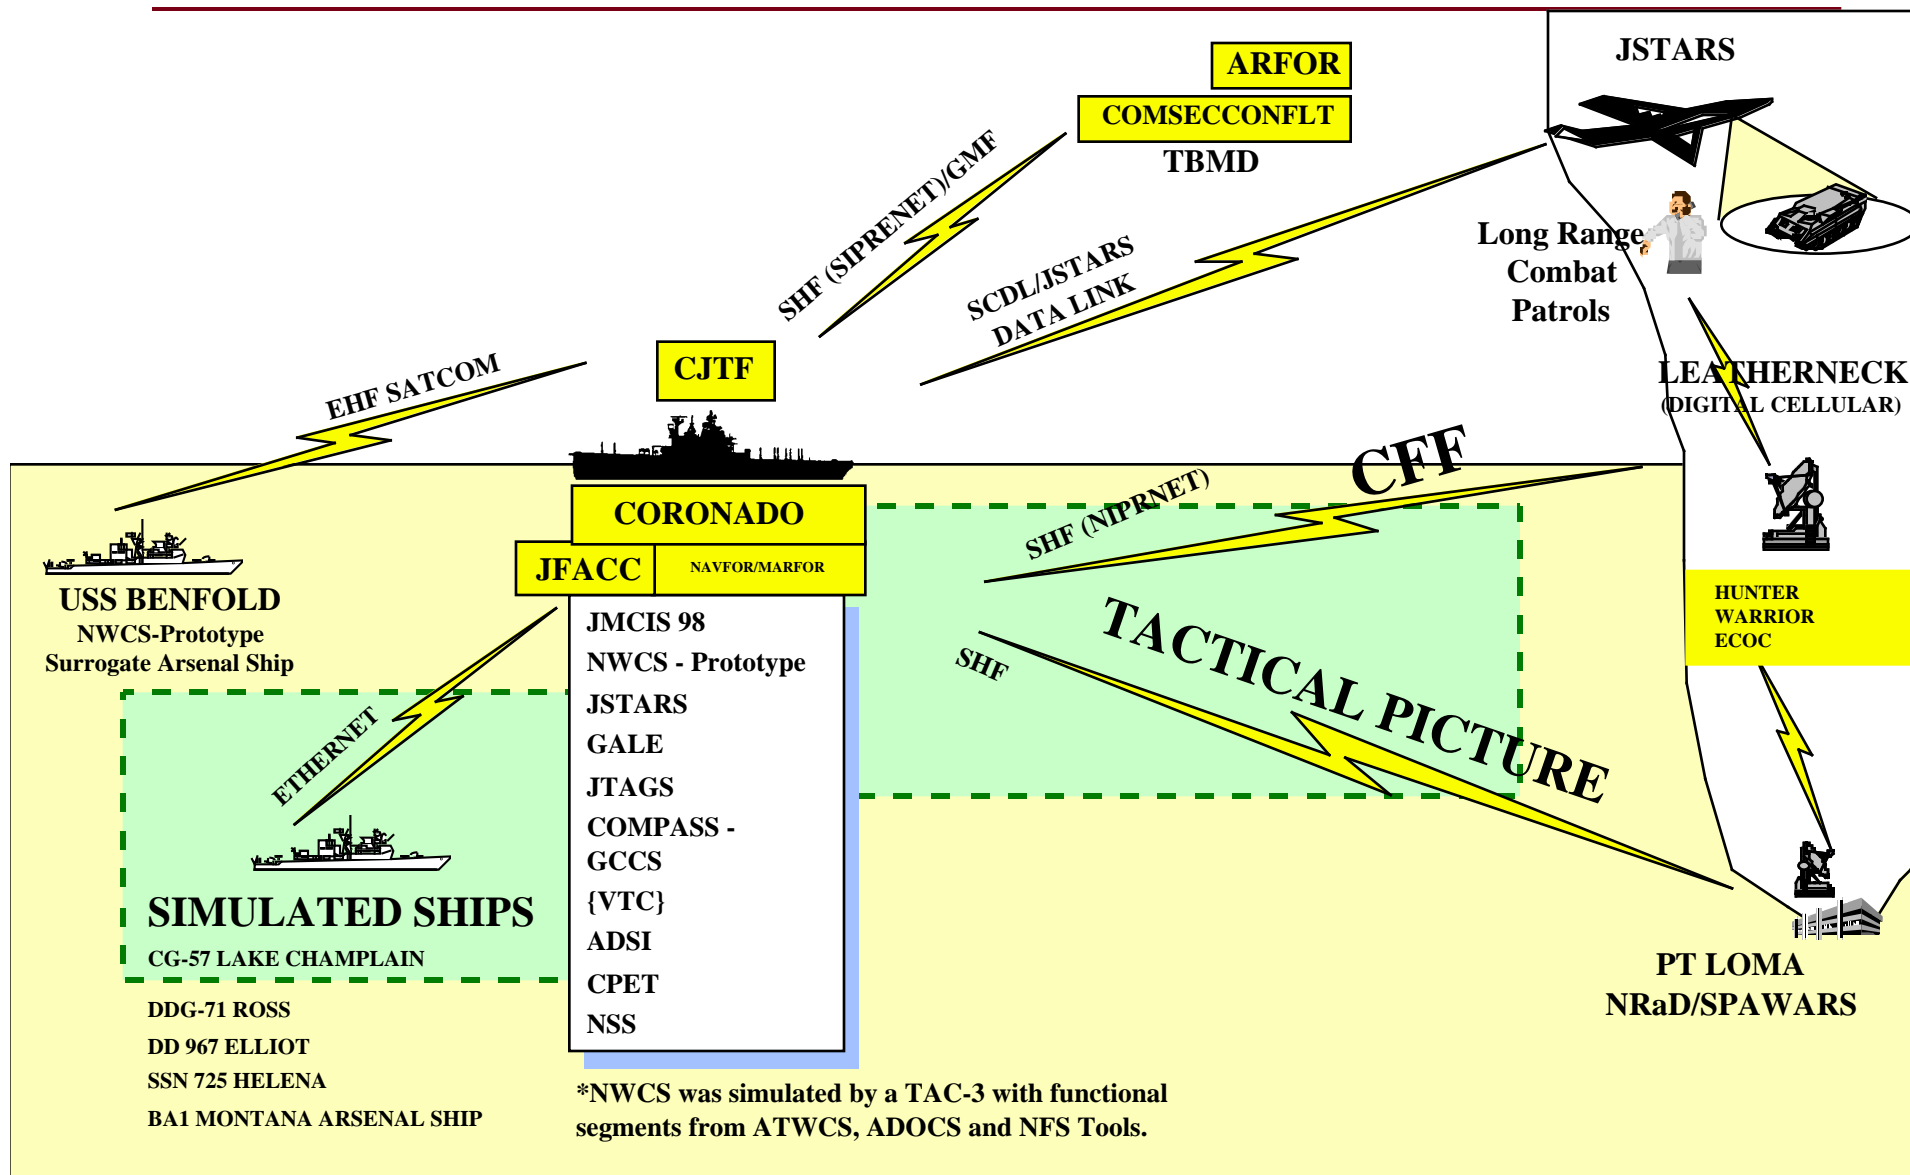 JSTARS
ARFOR
COMSECCONFLT
TBMD
SHF (SIPRENET)/GMF
SCDL/JSTARS
DATA LINK
Long Range
Combat
Patrols
CJTF
EHF SATCOM
LEATHERNECK
(DIGITAL CELLULAR)
CFF
SHF (NIPRNET)
CORONADO
JFACC
NAVFOR/MARFOR
USS BENFOLD
NWCS-Prototype
Surrogate Arsenal Ship
HUNTER
WARRIOR
ECOC
TACTICAL PICTURE
SHF
ETHERNET
JMCIS 98
NWCS - Prototype
JSTARS
GALE
JTAGS
COMPASS -
GCCS
{VTC}
ADSI
CPET
NSS
SIMULATED SHIPS
CG-57 LAKE CHAMPLAIN
DDG-71 ROSS
DD 967 ELLIOT
SSN 725 HELENA
BA1 MONTANA ARSENAL SHIP
PT LOMA
NRaD/SPAWARS
*NWCS was simulated by a TAC-3 with functional
segments from ATWCS, ADOCS and NFS Tools.